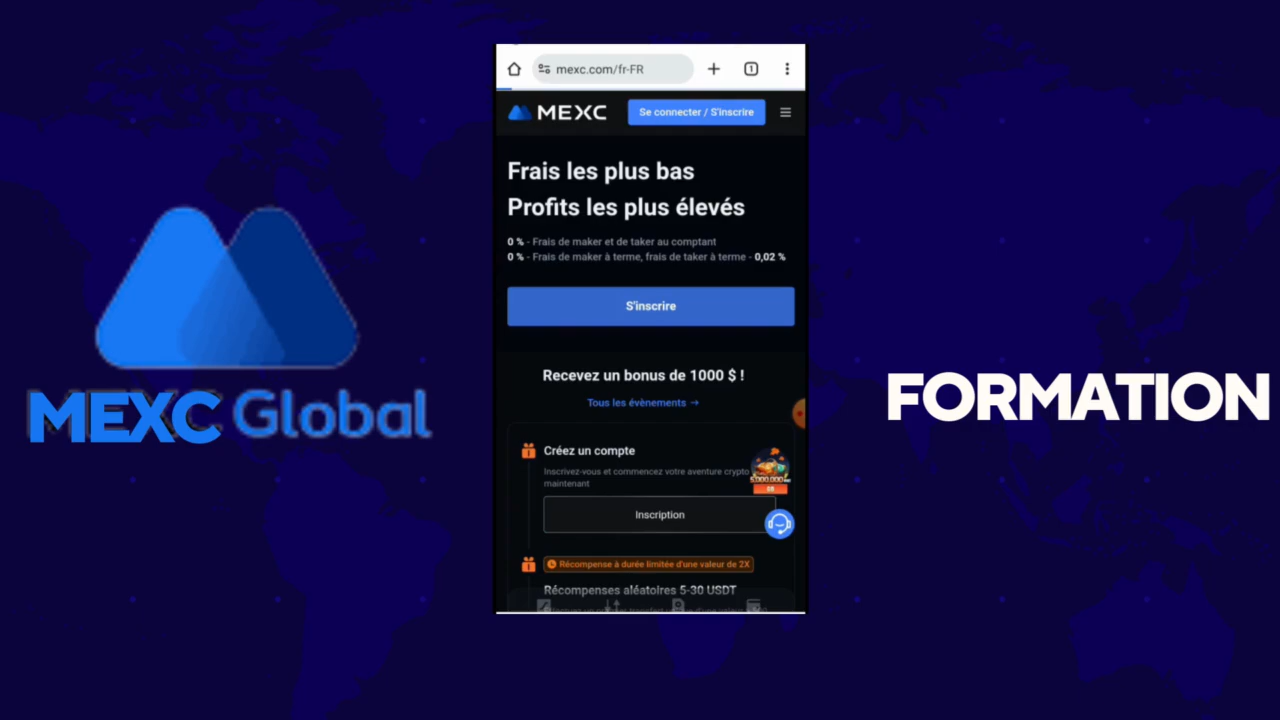 mexc.com/fr-FR
1
MEXC
Se connecter / S'inscrire
Frais les plus bas
Profits les plus élevés
0 % - Frais de maker et de taker au comptant
0 % - Frais de maker à terme, frais de taker à terme - 0,02 %
S'inscrire
Recevez un bonus de 1000 $ !
Tous les évènements →
Créez un compte
Inscrivez-vous et commencez votre aventure crypto
maintenant
Inscription
Récompense à durée limitée d'une valeur de 2X
Récompenses aléatoires 5-30 USDT
MEXC Global
FORMATION